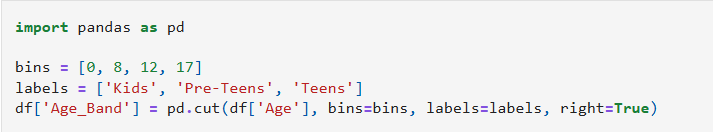 import pandas as pd
bins = [0, 8, 12, 17]
labels = ['Kids', 'Pre-Teens', 'Teens']
df['Age_Band'] = pd.cut(df['Age'], bins=bins, labels=labels, right=True)